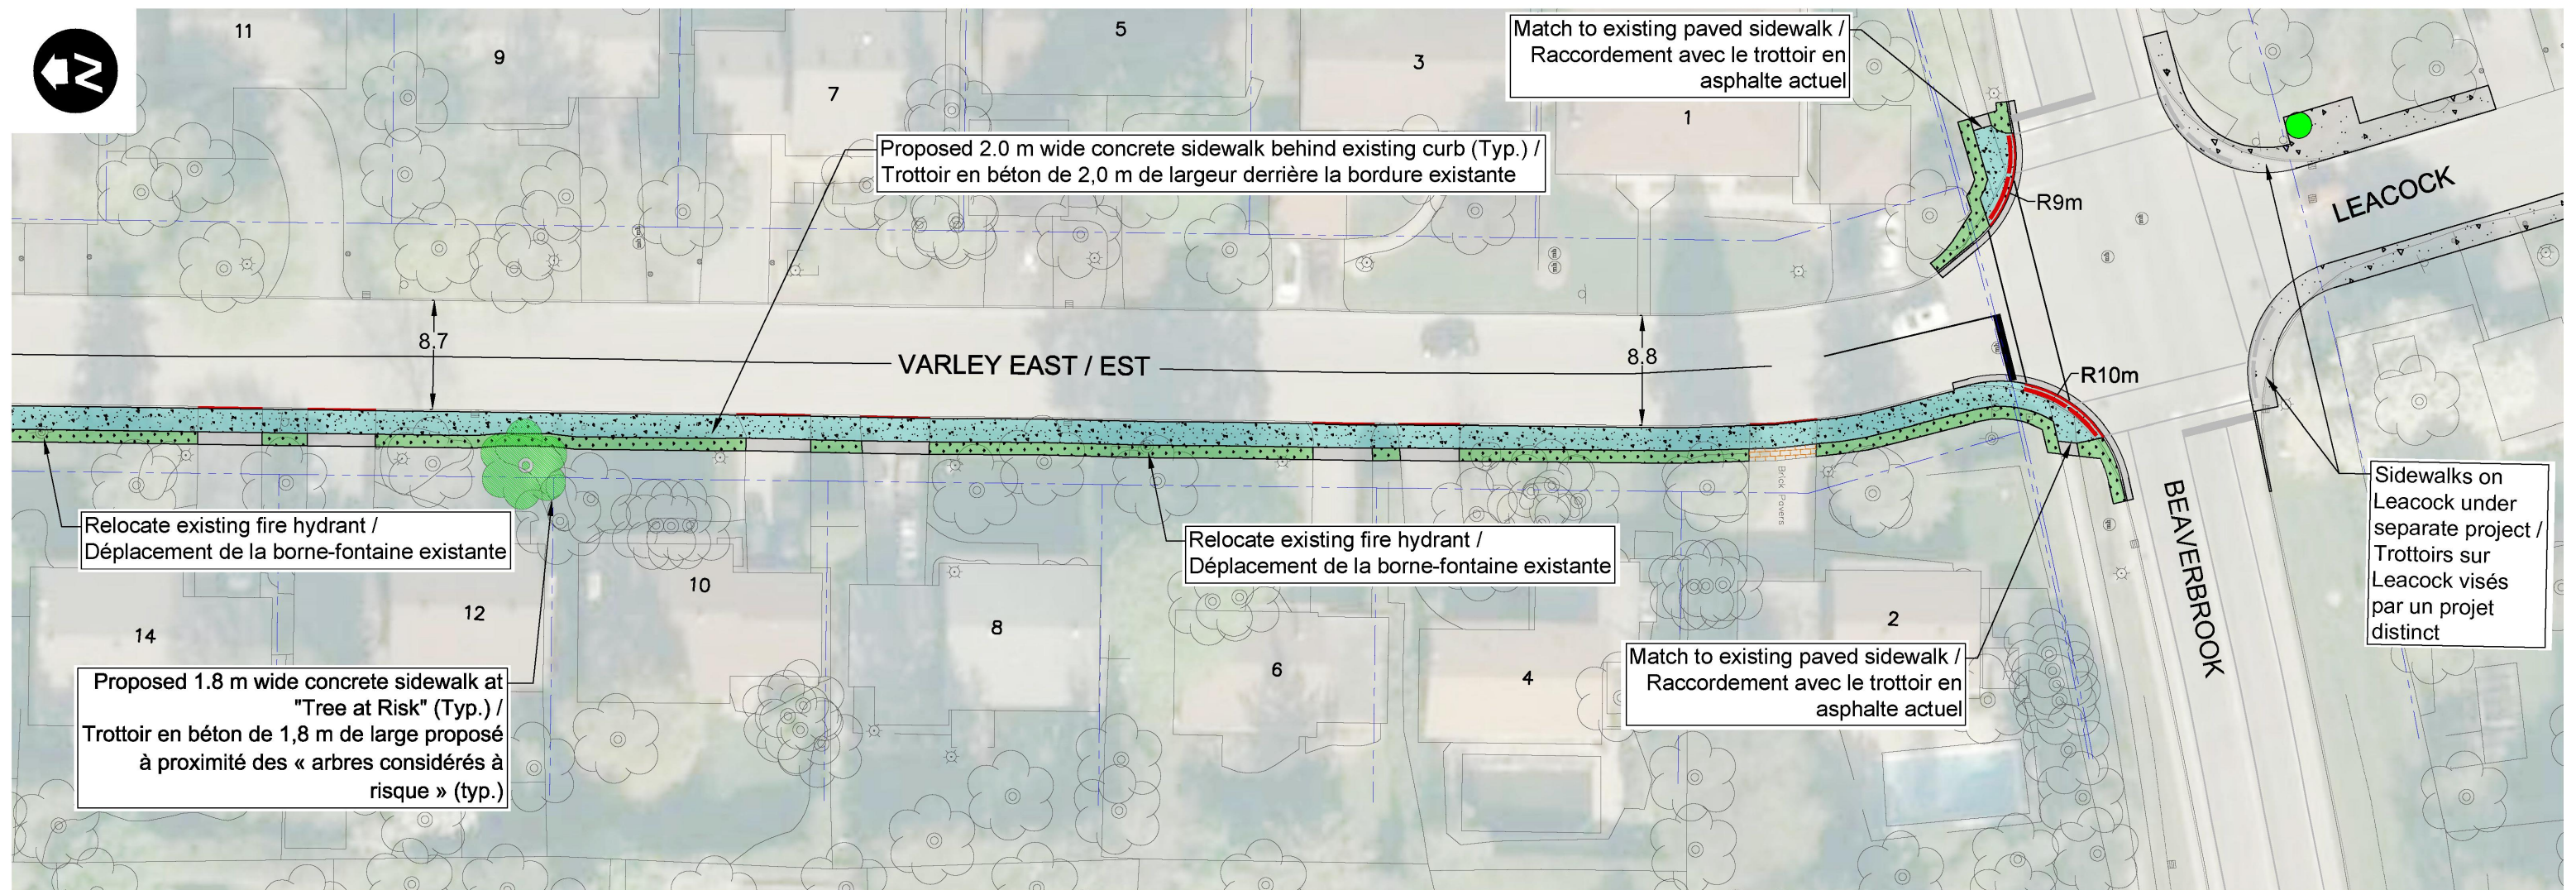 N
11
9
7
5
3
1
Match to existing paved sidewalk /
Raccordement avec le trottoir en
asphalte actuel
Proposed 2.0 m wide concrete sidewalk behind existing curb (Typ.) /
Trottoir en béton de 2,0 m de largeur derrière la bordure existante
R9m
LEACOCK
8.7
VARLEY EAST / EST
8.8
R10m
Relocate existing fire hydrant /
Déplacement de la borne-fontaine existante
Relocate existing fire hydrant /
Déplacement de la borne-fontaine existante
Brick Pavers
BEAVERBROOK
Sidewalks on
Leacock under
separate project /
Trottoirs sur
Leacock visés
par un projet
distinct
14
12
10
8
6
4
2
Proposed 1.8 m wide concrete sidewalk at
"Tree at Risk" (Typ.) /
Trottoir en béton de 1,8 m de large proposé
à proximité des « arbres considérés à
risque » (typ.)
Match to existing paved sidewalk /
Raccordement avec le trottoir en
asphalte actuel